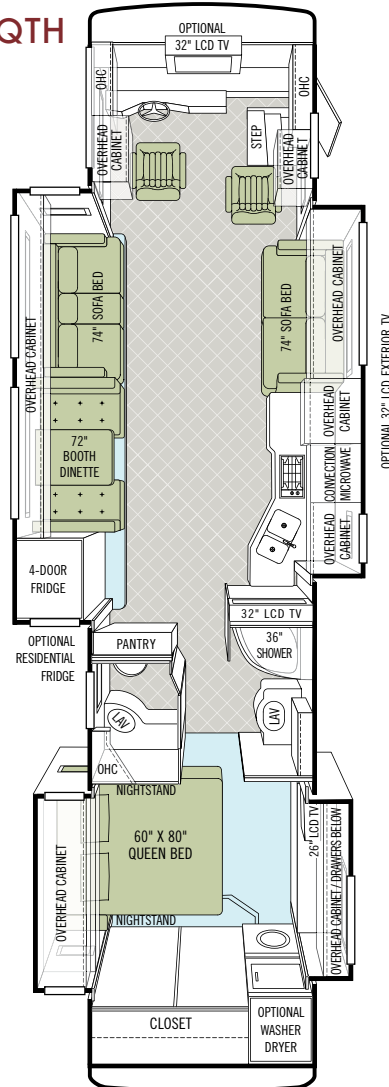 QTH
OPTIONAL
32" LCD TV
OHC
OHC
OVERHEAD
CABINET
STEP
OVERHEAD
CABINET
OVERHEAD CABINET
74" SOFA BED
74" SOFA BED
OVERHEAD CABINET
OPTIONAL 32" LCD EXTERIOR TV
72"
BOOTH
DINETTE
OVERHEAD
CABINET
CONVECTION
MICROWAVE
OVERHEAD
CABINET
4-DOOR
FRIDGE
OPTIONAL
RESIDENTIAL
FRIDGE
32" LCD TV
PANTRY
36"
SHOWER
LAV
LAV
OHC
NIGHTSTAND
60" X 80"
QUEEN BED
NIGHTSTAND
OVERHEAD CABINET
26" LCD TV
OVERHEAD CABINET / DRAWERS BELOW
CLOSET
OPTIONAL
WASHER
DRYER